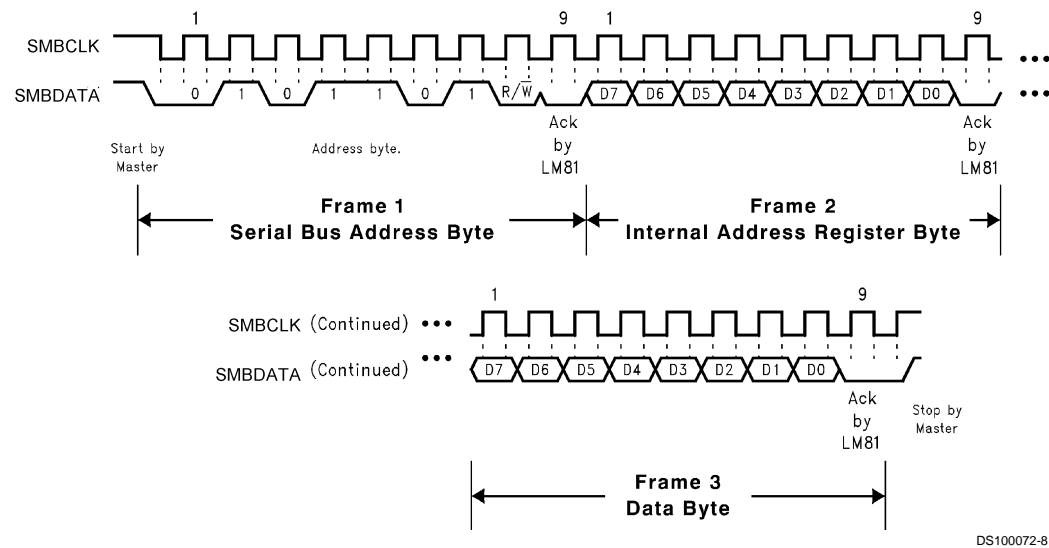 1 9 1 9
SMBCLK
SMBDATA 0 1 0 1 1 0 1 R/W̅ D7 D6 D5 D4 D3 D2 D1 D0
Start by
Master
Address byte.
Ack
by
LM81
Ack
by
LM81
Frame 1
Serial Bus Address Byte
Frame 2
Internal Address Register Byte
1 9
SMBCLK (Continued)
SMBDATA (Continued) D7 D6 D5 D4 D3 D2 D1 D0
Ack
by
LM81
Stop by
Master
Frame 3
Data Byte
DS100072-8